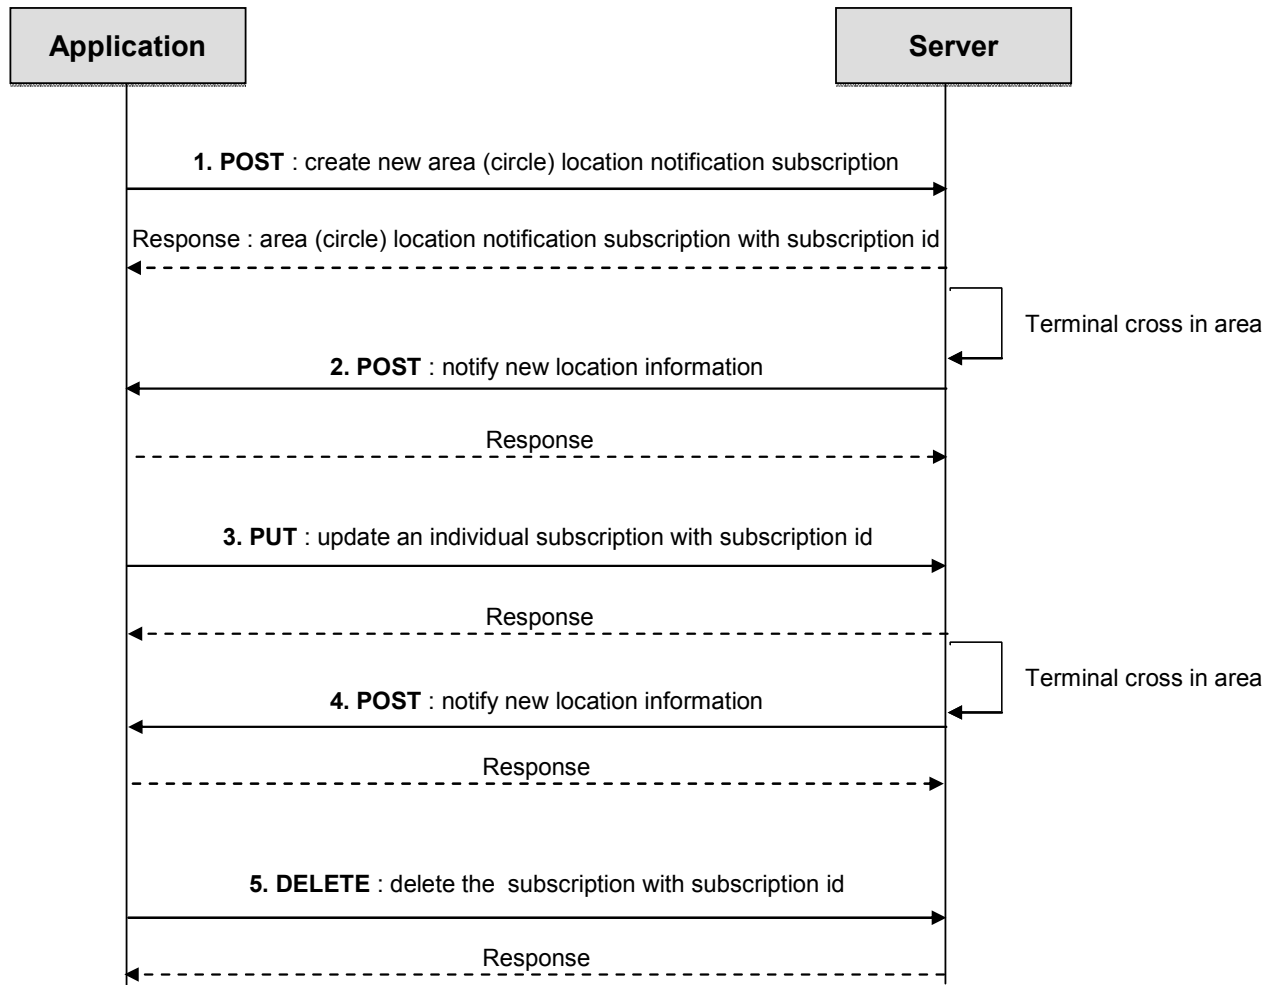 Application
Server
1. POST : create new area (circle) location notification subscription
Response : area (circle) location notification subscription with subscription id
Terminal cross in area
2. POST : notify new location information
Response
3. PUT : update an individual subscription with subscription id
Response
Terminal cross in area
4. POST : notify new location information
Response
5. DELETE : delete the  subscription with subscription id
Response